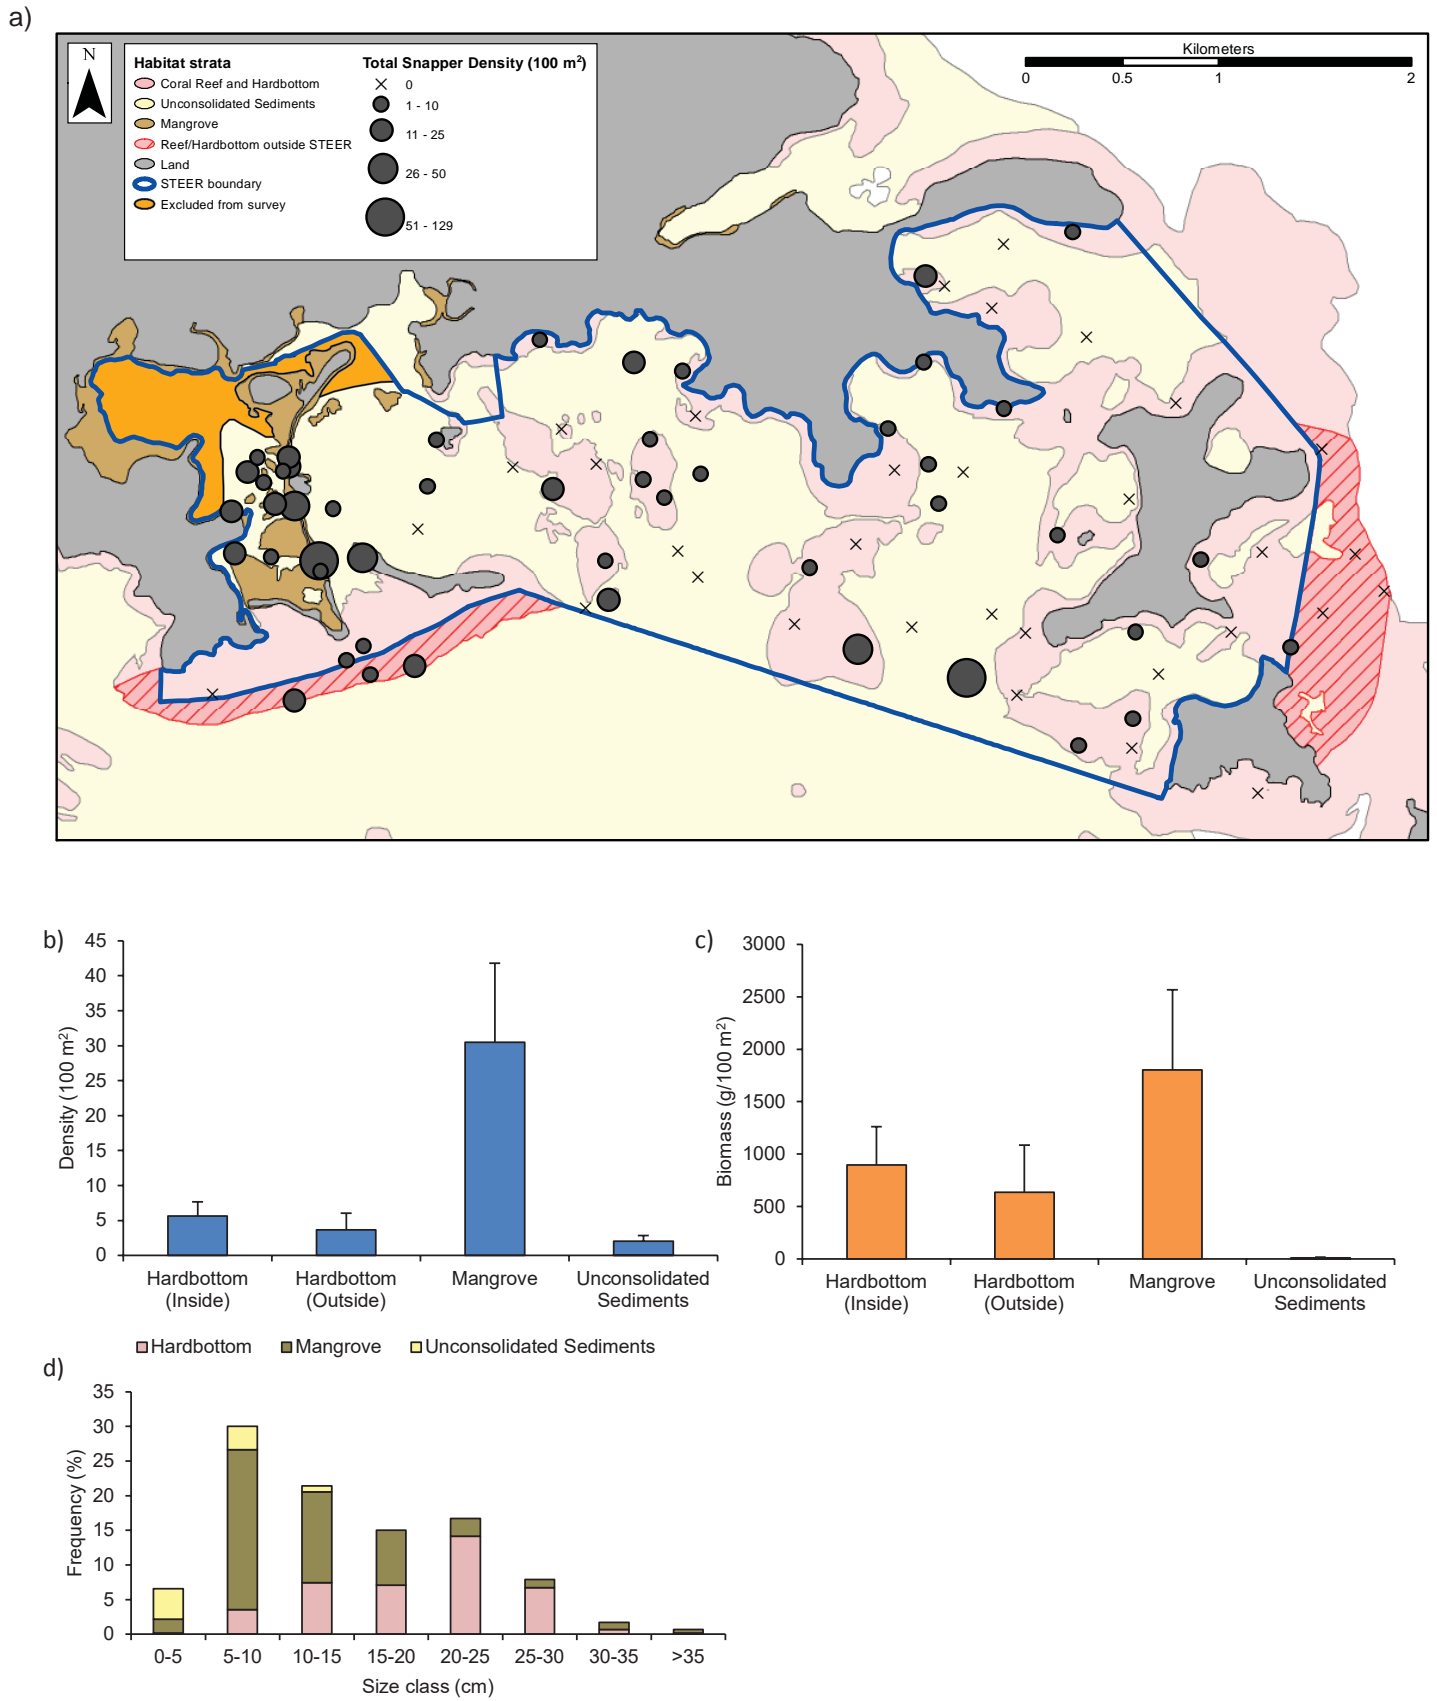 a)
N
Habitat strata
Coral Reef and Hardbottom
Unconsolidated Sediments
Mangrove
Reef/Hardbottom outside STEER
Land
STEER boundary
Excluded from survey
Total Snapper Density (100 m²)
0
1 - 10
11 - 25
26 - 50
51 - 129
Kilometers
0 0.5 1 2
b)
45
40
35
30
25
20
15
10
5
0
Density (100 m²)
Hardbottom (Inside)
Hardbottom (Outside)
Mangrove
Unconsolidated Sediments
c)
3000
2500
2000
1500
1000
500
0
Biomass (g/100 m²)
Hardbottom (Inside)
Hardbottom (Outside)
Mangrove
Unconsolidated Sediments
Hardbottom Mangrove Unconsolidated Sediments
d)
35
30
25
20
15
10
5
0
Frequency (%)
0-5 5-10 10-15 15-20 20-25 25-30 30-35 >35
Size class (cm)